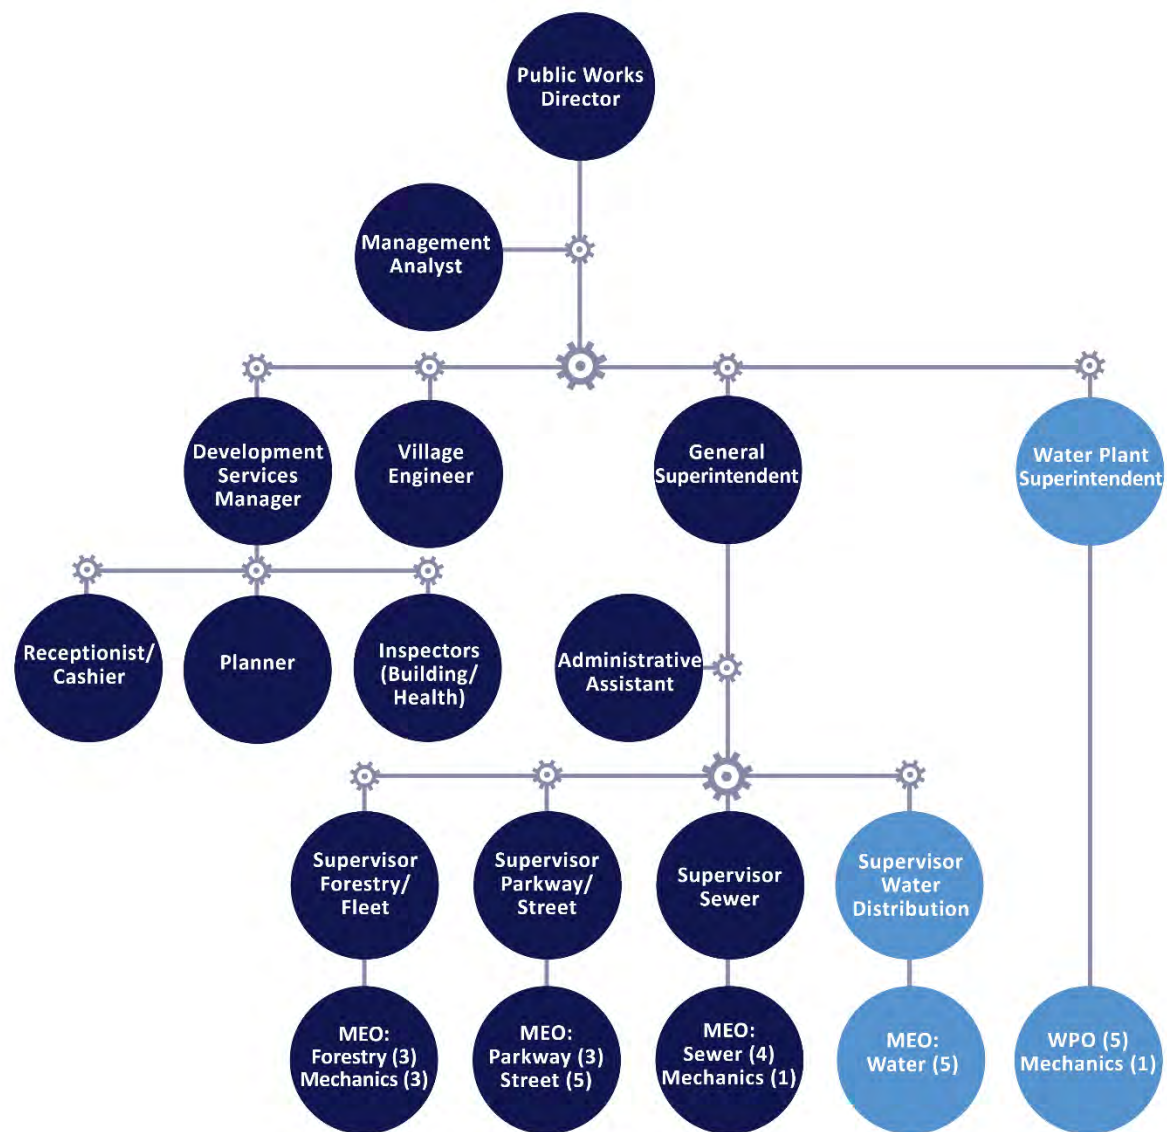 Public Works
Director
Management
Analyst
Development
Services
Manager
Village
Engineer
General
Superintendent
Water Plant
Superintendent
Receptionist/
Cashier
Planner
Inspectors
(Building/
Health)
Administrative
Assistant
Supervisor
Forestry/
Fleet
Supervisor
Parkway/
Street
Supervisor
Sewer
Supervisor
Water
Distribution
MEO:
Forestry (3)
Mechanics (3)
MEO:
Parkway (3)
Street (5)
MEO:
Sewer (4)
Mechanics (1)
MEO:
Water (5)
WPO (5)
Mechanics (1)